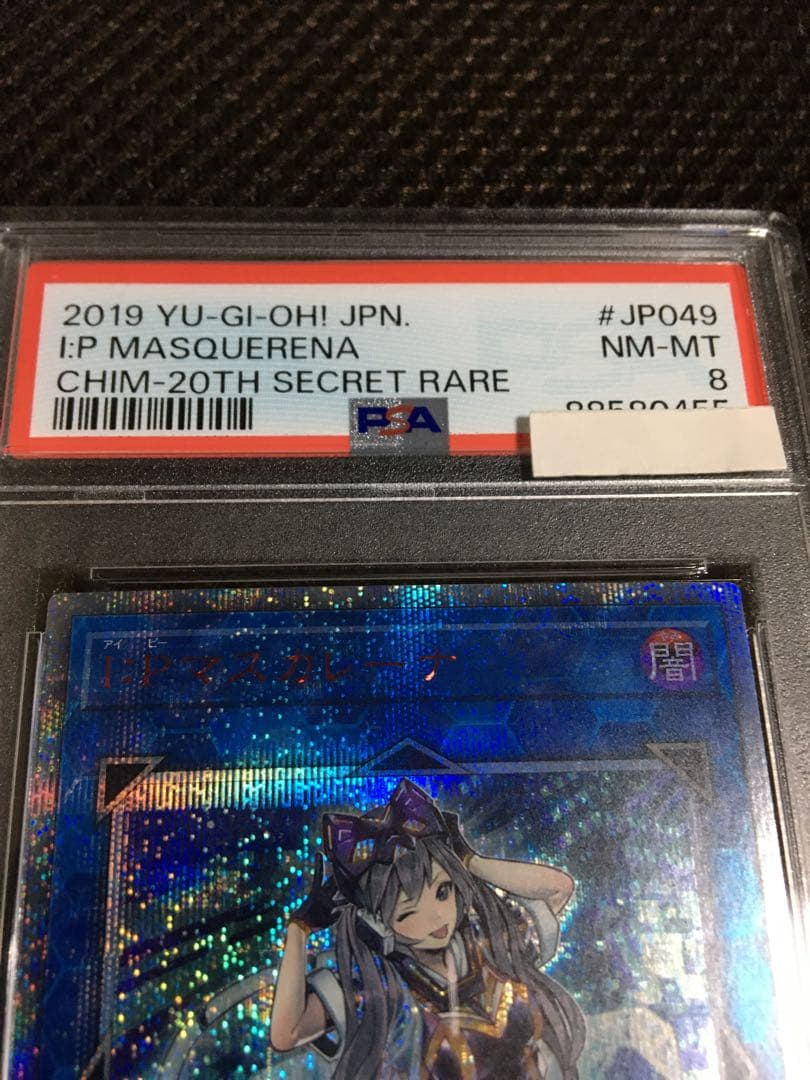 2019 YU-GI-OH! JPN. #JP049
I:P MASQUERENA NM-MT
CHIM-20TH SECRET RARE 8
PSA 88580455
アイ ピー
I:Pマスカレーナ 闇